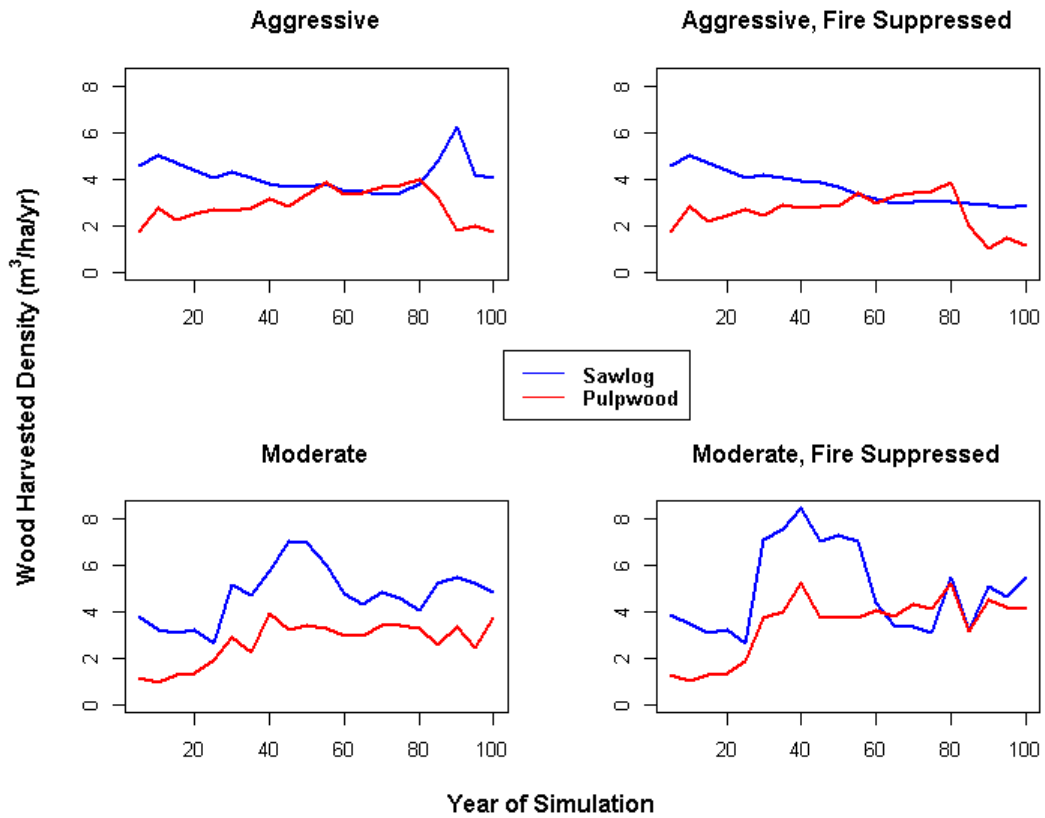 Aggressive
Aggressive, Fire Suppressed
Wood Harvested Density (m³/ha/yr)
8
6
4
2
0
20 40 60 80 100
8
6
4
2
0
20 40 60 80 100
Sawlog
Pulpwood
Moderate
Moderate, Fire Suppressed
8
6
4
2
0
20 40 60 80 100
8
6
4
2
0
20 40 60 80 100
Year of Simulation